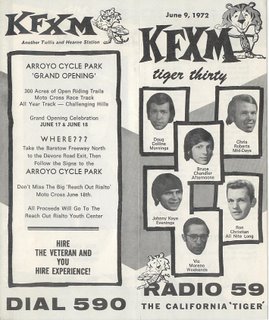 KFXM
Another Tullis and Hearne Station
ARROYO CYCLE PARK
'GRAND OPENING'
300 Acres of Open Riding Trails
Moto Cross Race Track
All Year Track — Challenging Hills
Grand Opening Celebration
JUNE 17 & JUNE 18
WHERE???
Take the Barstow Freeway North
to the Devore Road Exit, Then
Follow the Signs to the
ARROYO CYCLE PARK
Don't Miss The Big 'Reach Out Rialto'
Moto Cross June 18th.
All Proceeds Will Go To The
Reach Out Rialto Youth Center
HIRE
THE VETERAN AND
YOU
HIRE EXPERIENCE!
DIAL 590
June 9, 1972
KFXM
tiger thirty
Doug
Collins
Mornings
Bruce
Chandler
Afternoons
Chris
Roberts
Mid-Days
Johnny Kaye
Evenings
Vic
Moreno
Weekends
Ron
Christian
All Nite Long
RADIO 59
THE CALIFORNIA 'TIGER'